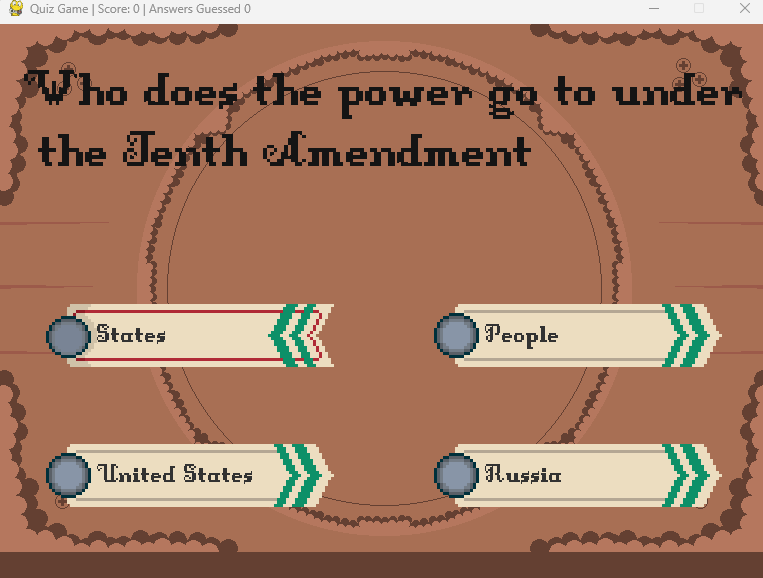 Quiz Game | Score: 0 | Answers Guessed 0
Who does the power go to under
the Tenth Amendment
States
People
United States
Russia